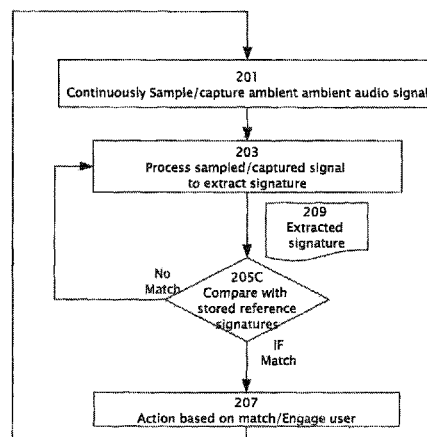 201
Continuously Sample/capture ambient ambient audio signal
203
Process sampled/captured signal
to extract signature
209
Extracted
signature
No
Match
205C
Compare with
stored reference
signatures
IF
Match
207
Action based on match/Engage user